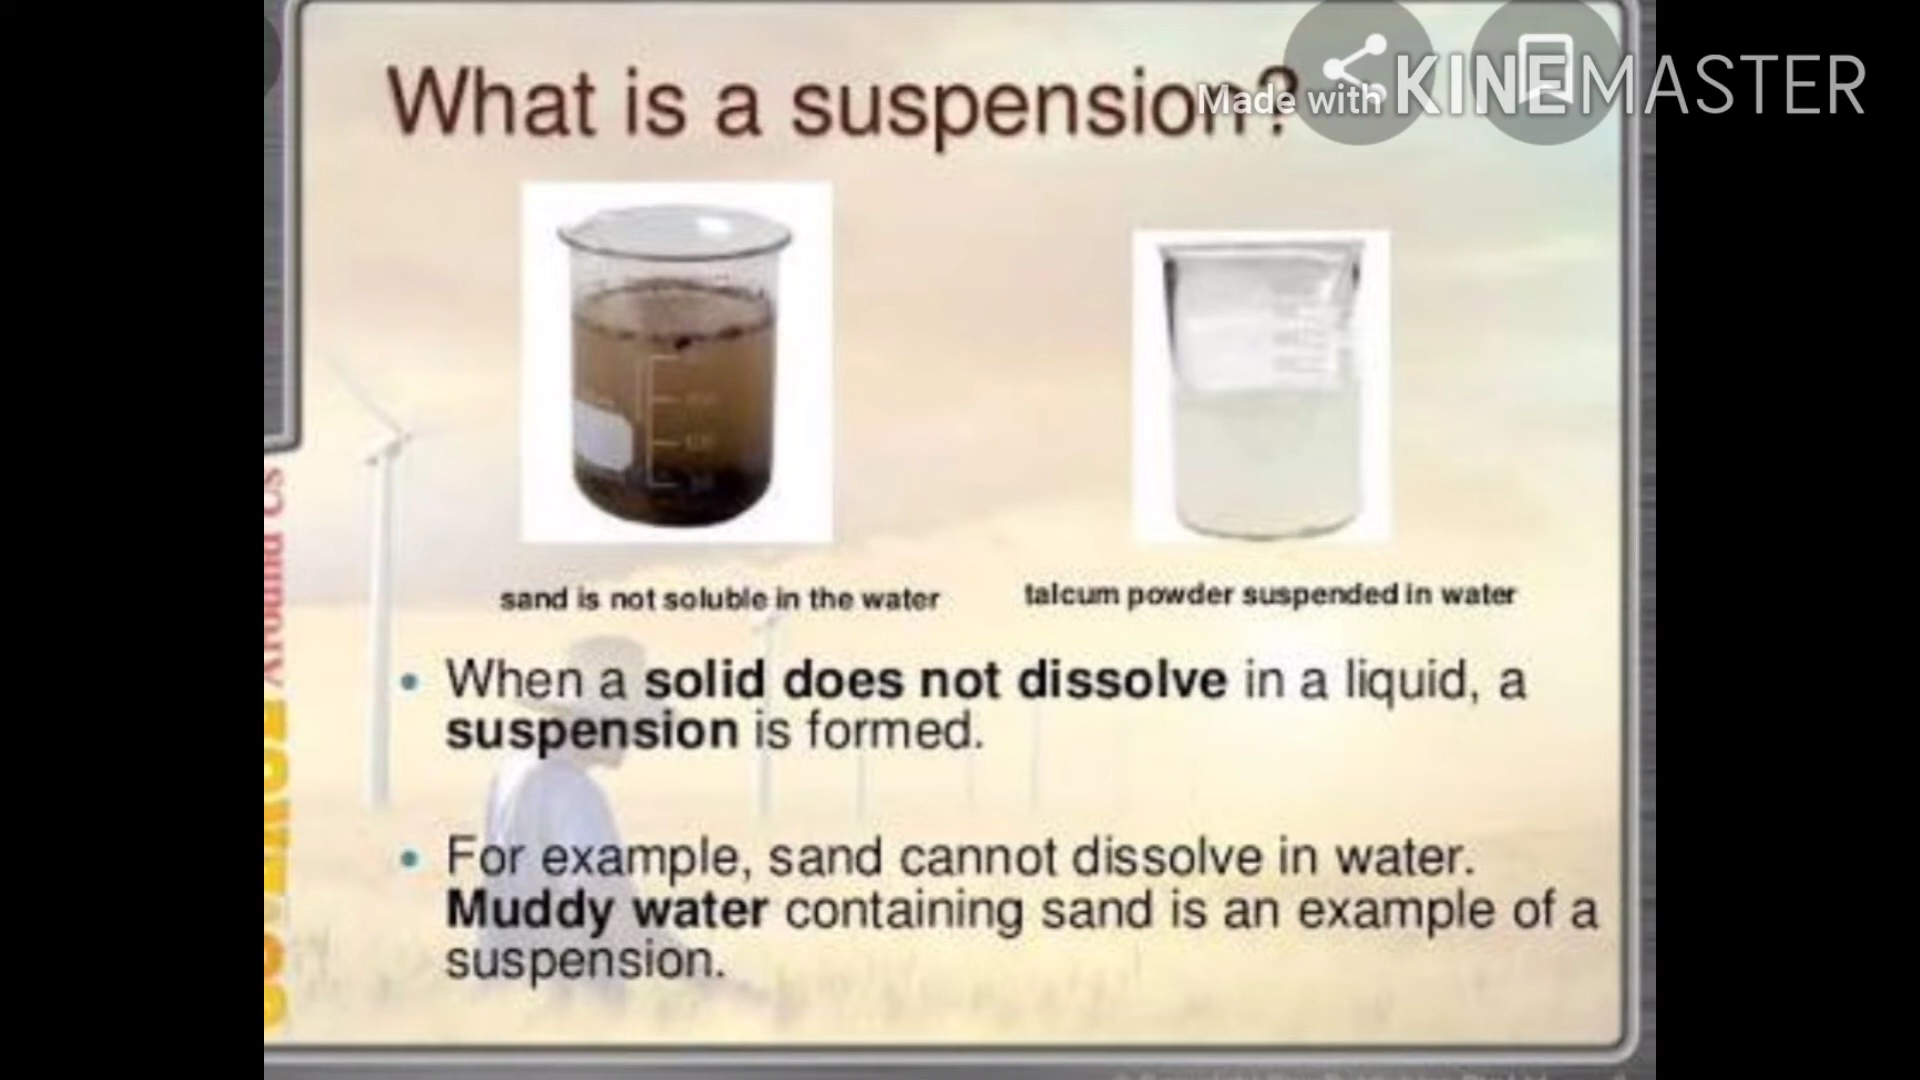 What is a suspension?
Made with KINEMASTER
sand is not soluble in the water
talcum powder suspended in water
• When a solid does not dissolve in a liquid, a
suspension is formed.
• For example, sand cannot dissolve in water.
Muddy water containing sand is an example of a
suspension.
Around Us